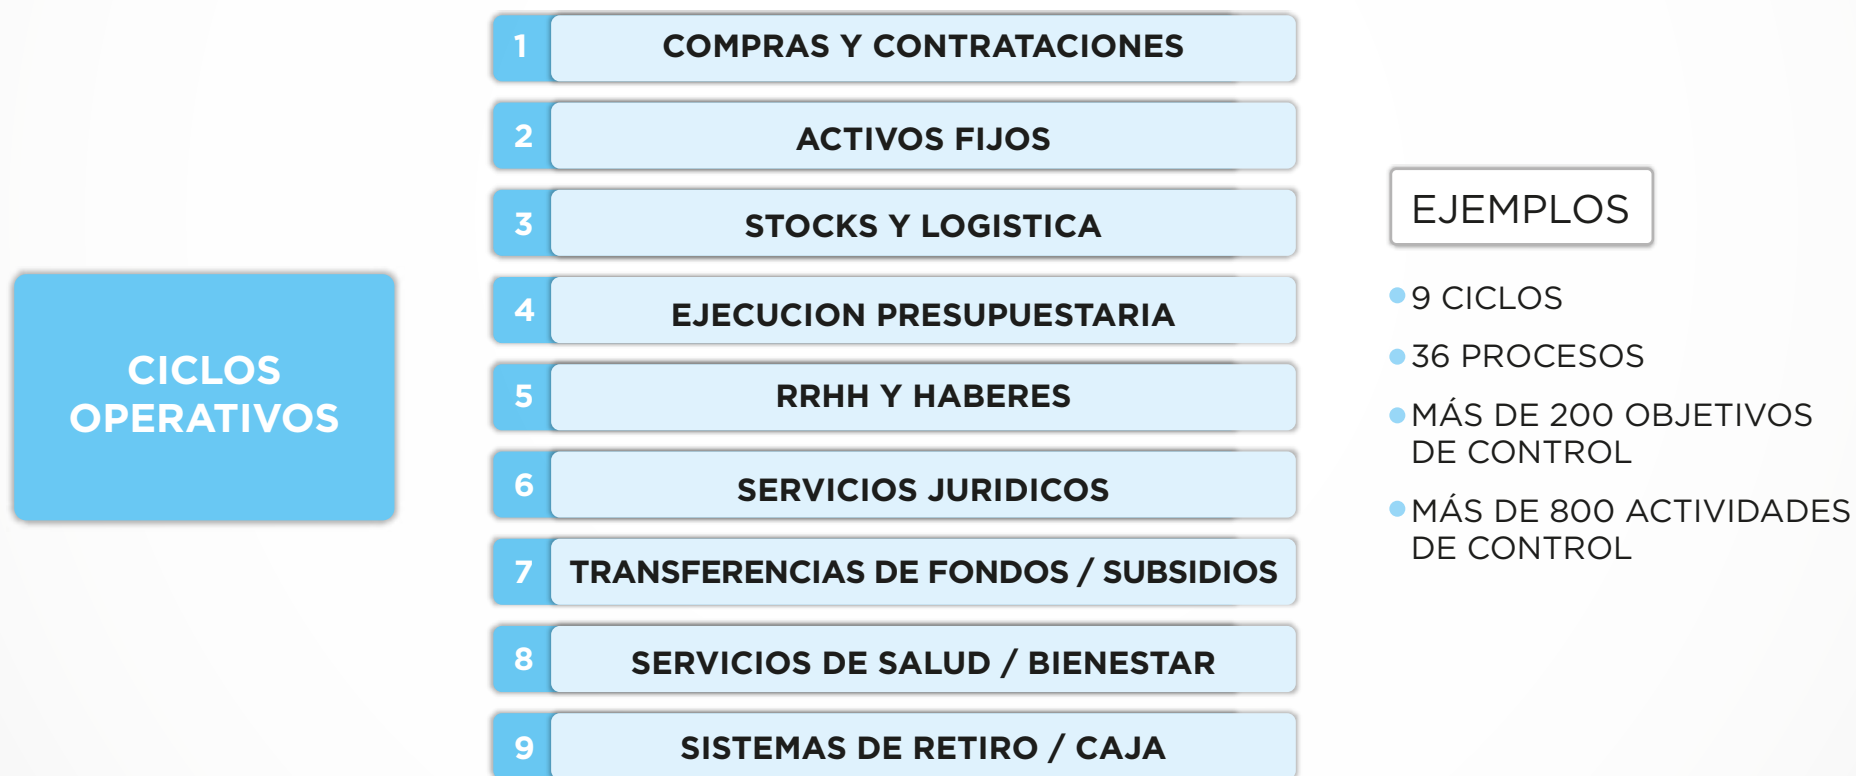 CICLOS
OPERATIVOS
1 COMPRAS Y CONTRATACIONES
2 ACTIVOS FIJOS
3 STOCKS Y LOGISTICA
4 EJECUCION PRESUPUESTARIA
5 RRHH Y HABERES
6 SERVICIOS JURIDICOS
7 TRANSFERENCIAS DE FONDOS / SUBSIDIOS
8 SERVICIOS DE SALUD / BIENESTAR
9 SISTEMAS DE RETIRO / CAJA
EJEMPLOS
9 CICLOS
36 PROCESOS
MÁS DE 200 OBJETIVOS
DE CONTROL
MÁS DE 800 ACTIVIDADES
DE CONTROL